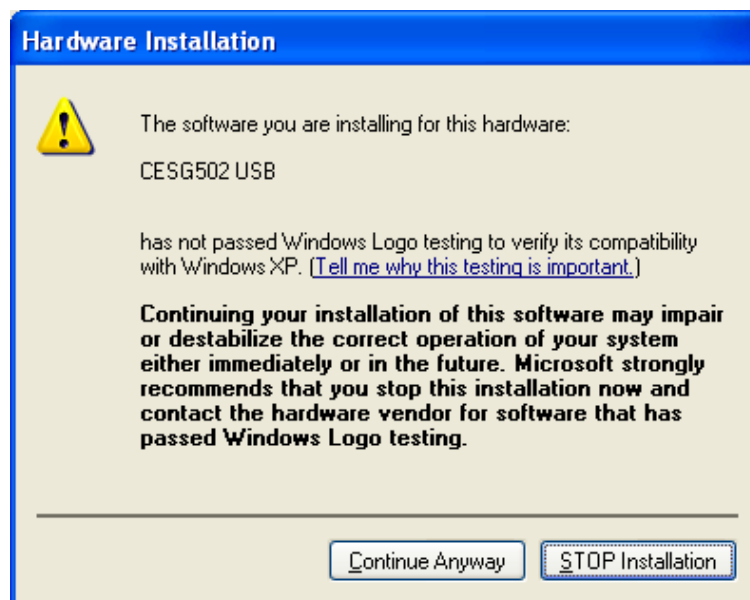 Hardware Installation
The software you are installing for this hardware:
CESG502 USB
has not passed Windows Logo testing to verify its compatibility
with Windows XP. (Tell me why this testing is important.)
Continuing your installation of this software may impair
or destabilize the correct operation of your system
either immediately or in the future. Microsoft strongly
recommends that you stop this installation now and
contact the hardware vendor for software that has
passed Windows Logo testing.
Continue Anyway
STOP Installation